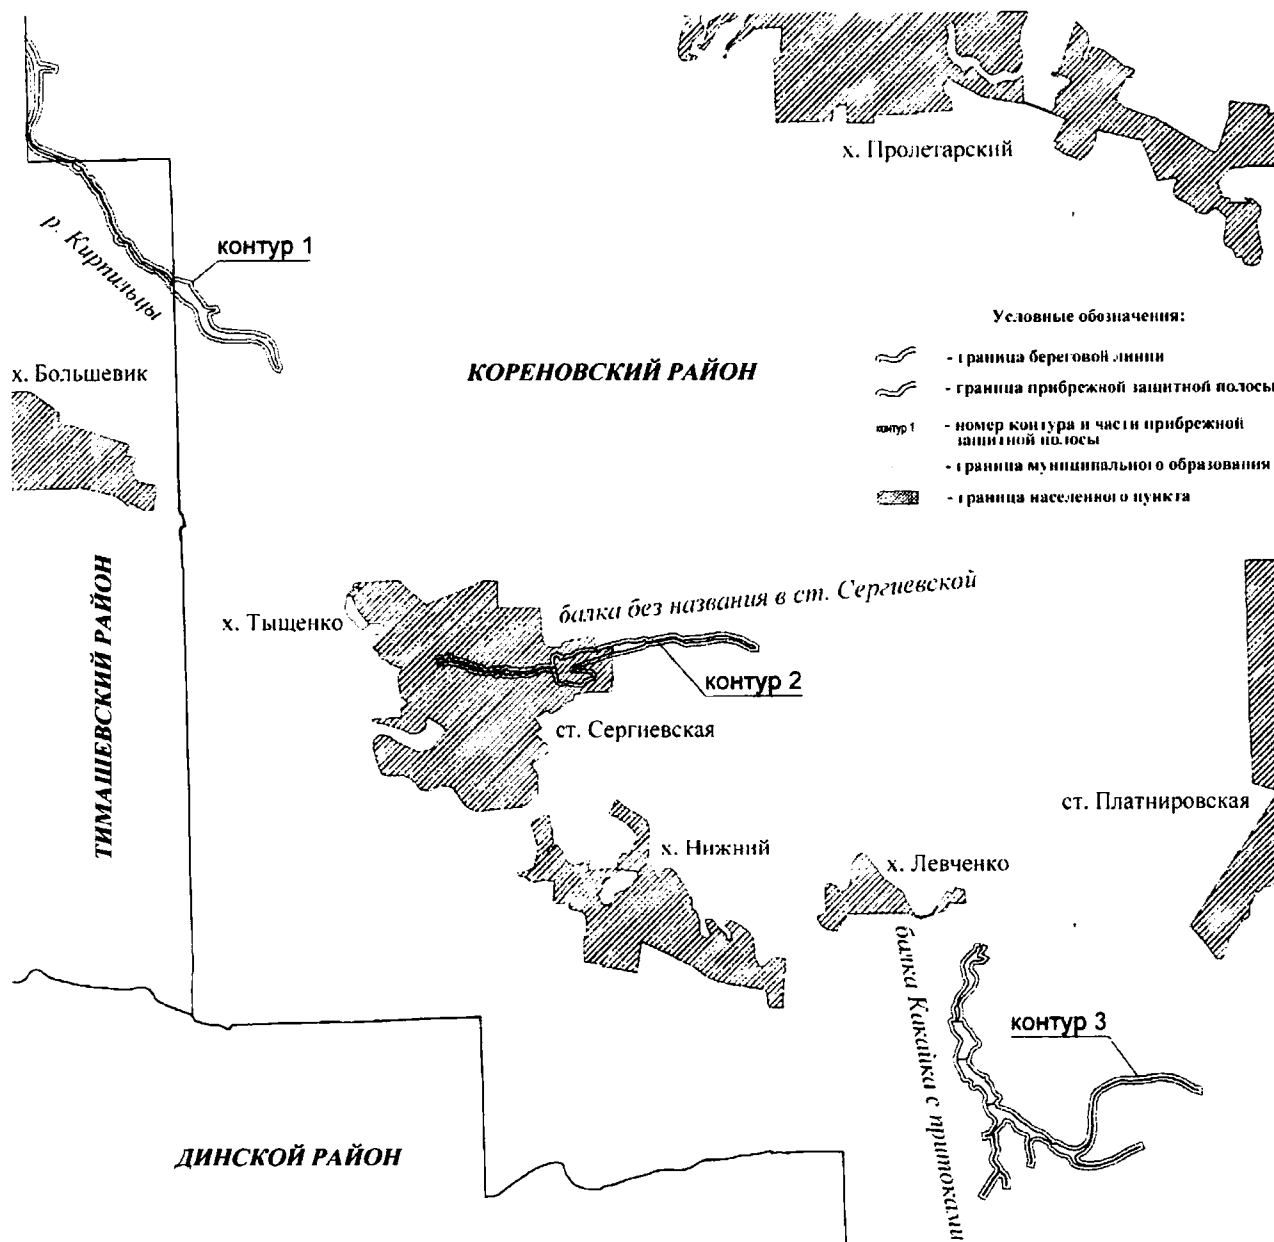 х. Пролетарский
р. Кирпильцы
контур 1
Условные обозначения:
- граница береговой линии
- граница прибрежной защитной полосы
контур 1 - номер контура и части прибрежной
защитной полосы
- граница муниципального образования
- граница населенного пункта
х. Большевик
КОРЕНОВСКИЙ РАЙОН
ТИМАШЕВСКИЙ РАЙОН
х. Тыщенко
балка без названия в ст. Сергиевской
контур 2
ст. Сергиевская
ст. Платнировская
х. Нижний
х. Левченко
балка Кикайка с притоками
контур 3
ДИНСКОЙ РАЙОН